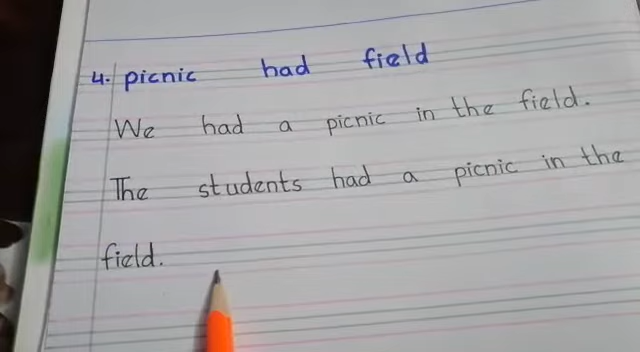 4. picnic had field
We had a picnic in the field.
The students had a picnic in the
field.